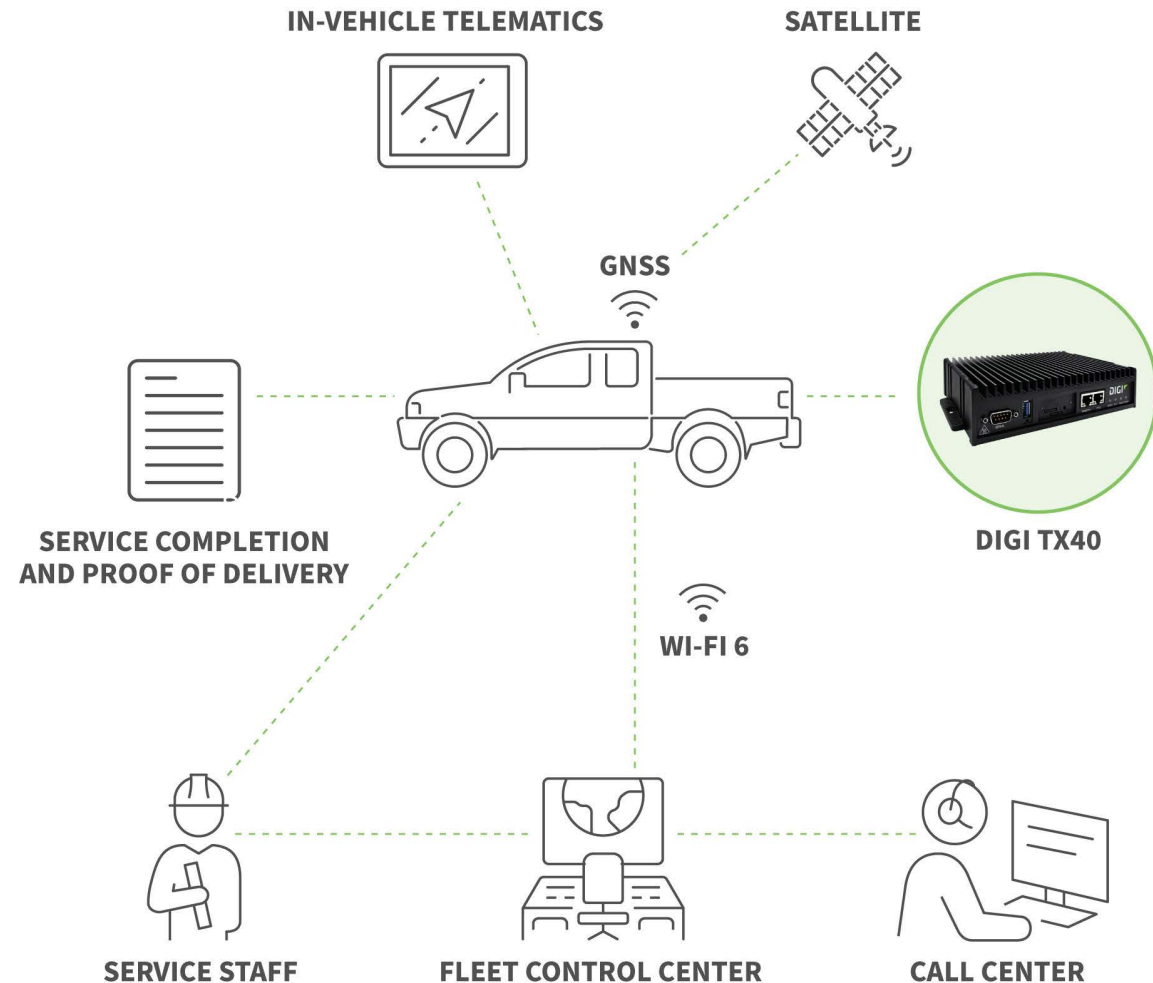 IN-VEHICLE TELEMATICS
SATELLITE
GNSS
DIGI
SERVICE COMPLETION
AND PROOF OF DELIVERY
DIGI TX40
WI-FI 6
SERVICE STAFF
FLEET CONTROL CENTER
CALL CENTER